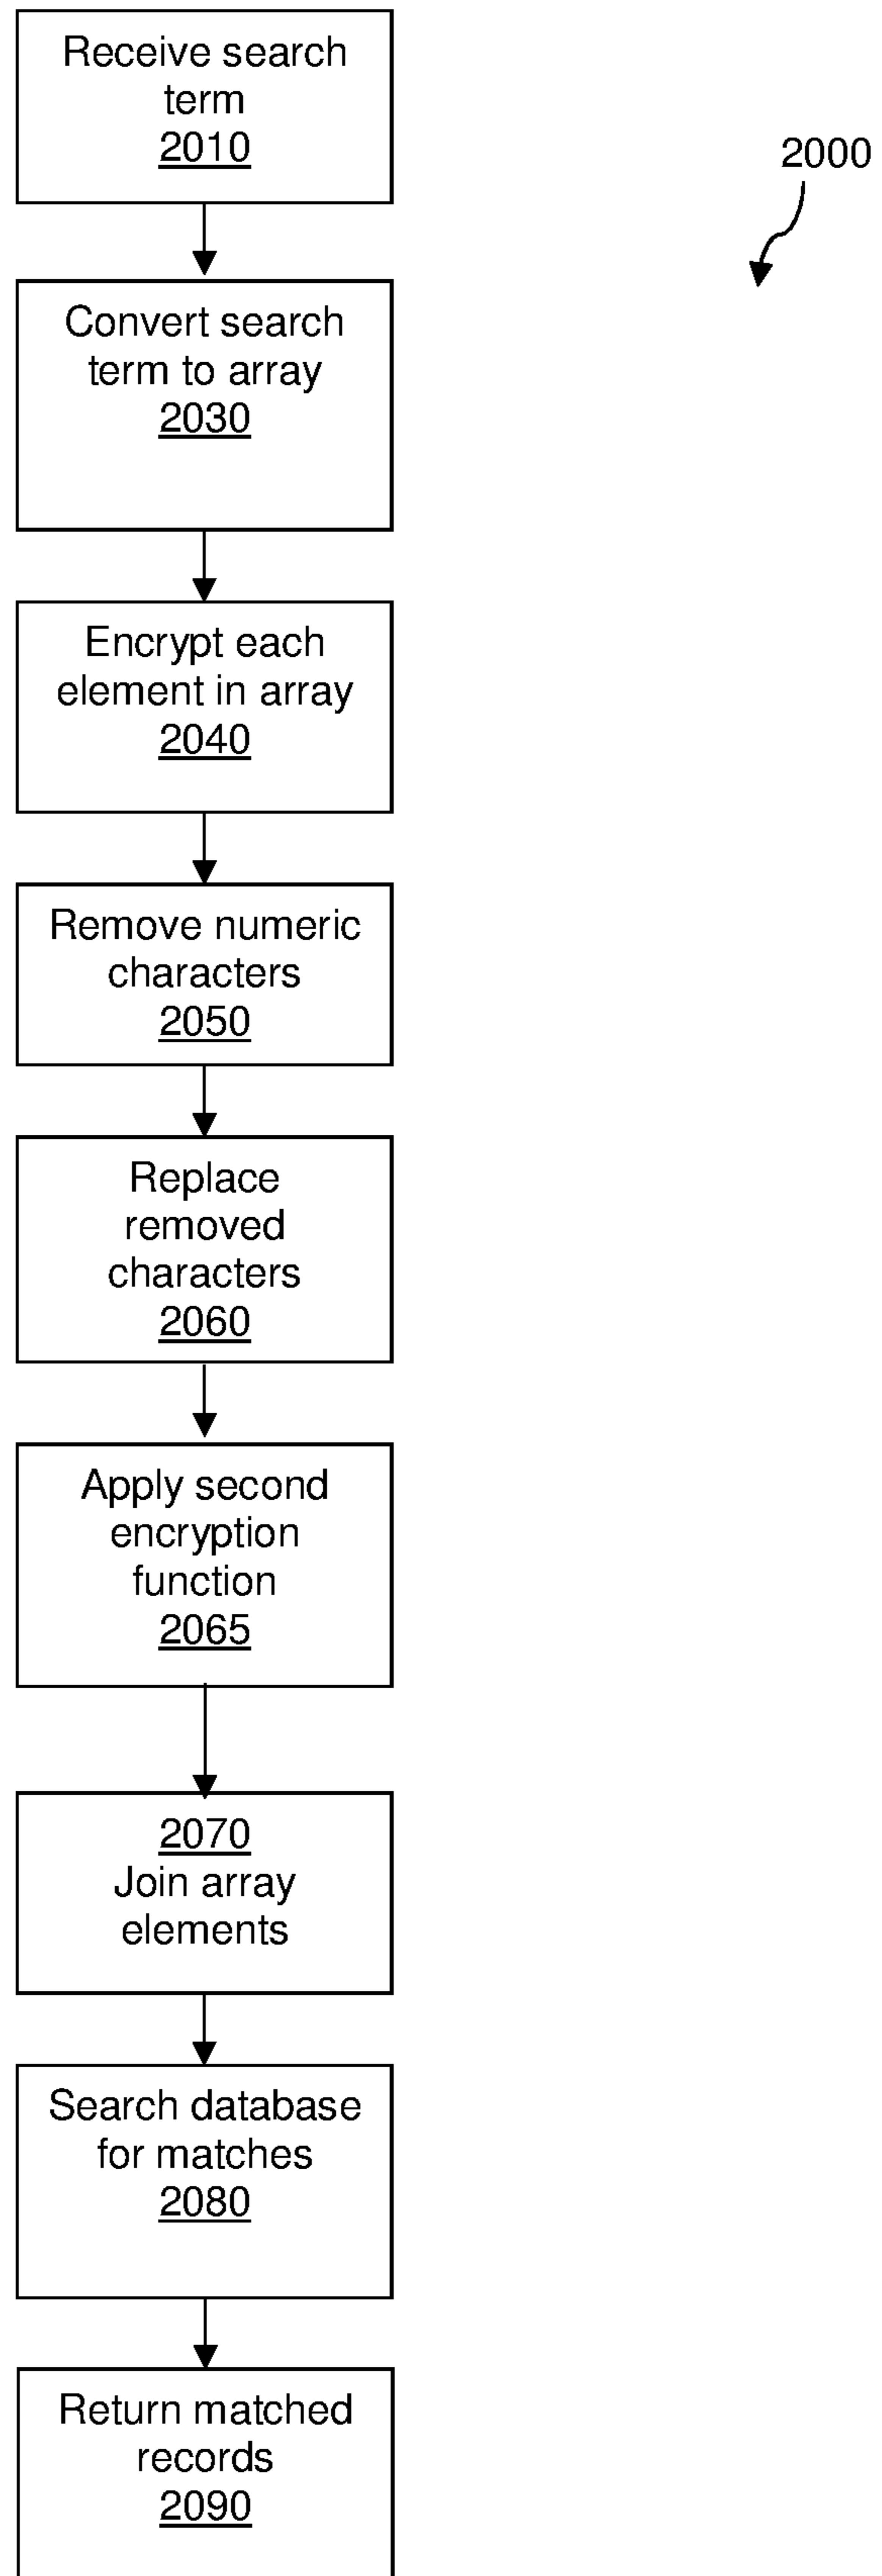 Receive search
term
2010
2000
Convert search
term to array
2030
Encrypt each
element in array
2040
Remove numeric
characters
2050
Replace
removed
characters
2060
Apply second
encryption
function
2065
2070
Join array
elements
Search database
for matches
2080
Return matched
records
2090